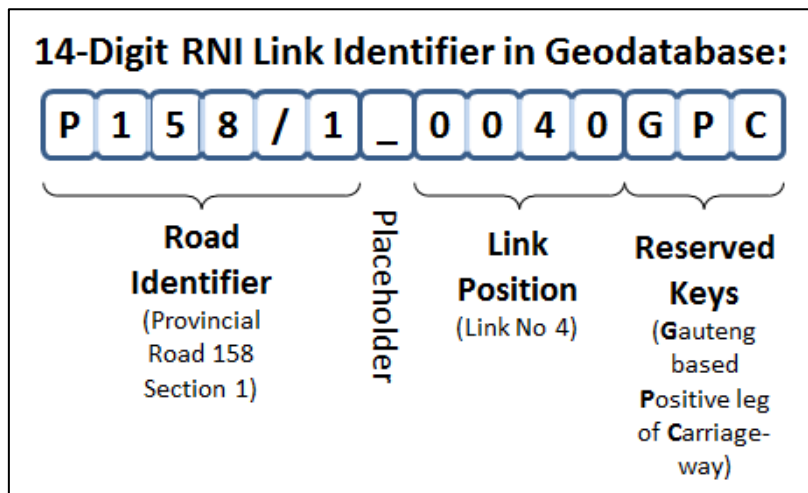 14-Digit RNI Link Identifier in Geodatabase:
P 1 5 8 / 1 _ 0 0 4 0 G P C
Road
Identifier
(Provincial
Road 158
Section 1)
Placeholder
Link
Position
(Link No 4)
Reserved
Keys
(Gauteng
based
Positive leg
of Carriage-
way)